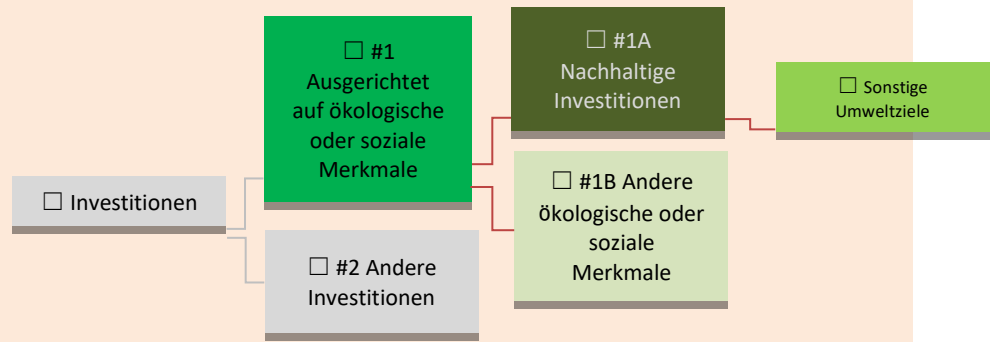 ☐ Investitionen
☐ #1
Ausgerichtet
auf ökologische
oder soziale
Merkmale
☐ #2 Andere
Investitionen
☐ #1A
Nachhaltige
Investitionen
☐ #1B Andere
ökologische oder
soziale
Merkmale
☐ Sonstige
Umweltziele